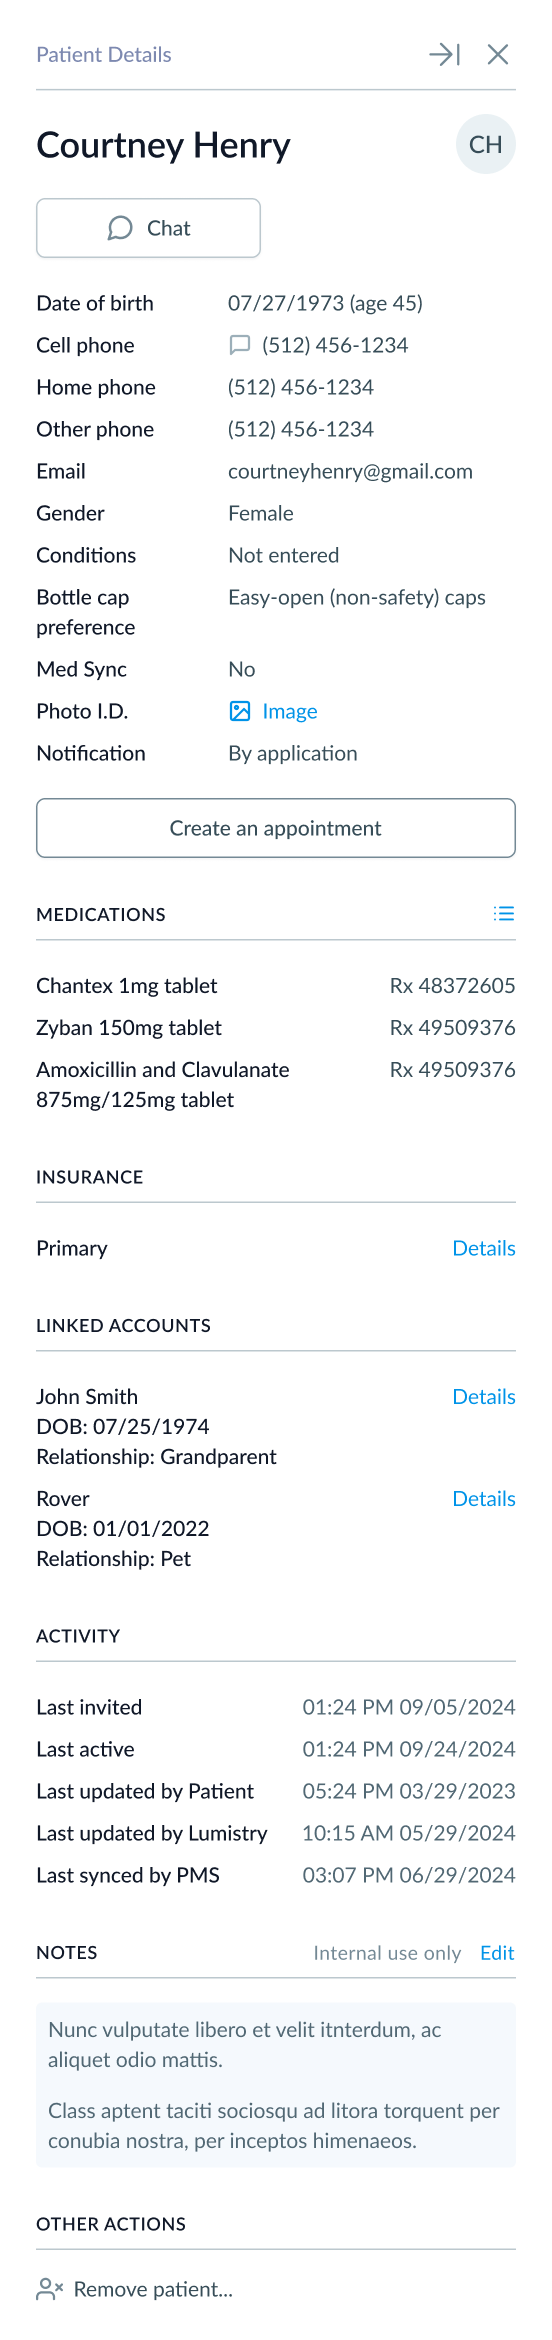 Patient Details
Courtney Henry
CH
Chat
Date of birth 07/27/1973 (age 45)
Cell phone (512) 456-1234
Home phone (512) 456-1234
Other phone (512) 456-1234
Email courtneyhenry@gmail.com
Gender Female
Conditions Not entered
Bottle cap Easy-open (non-safety) caps
preference
Med Sync No
Photo I.D. Image
Notification By application
Create an appointment
MEDICATIONS
Chantex 1mg tablet Rx 48372605
Zyban 150mg tablet Rx 49509376
Amoxicillin and Clavulanate Rx 49509376
875mg/125mg tablet
INSURANCE
Primary Details
LINKED ACCOUNTS
John Smith Details
DOB: 07/25/1974
Relationship: Grandparent
Rover Details
DOB: 01/01/2022
Relationship: Pet
ACTIVITY
Last invited 01:24 PM 09/05/2024
Last active 01:24 PM 09/24/2024
Last updated by Patient 05:24 PM 03/29/2023
Last updated by Lumistry 10:15 AM 05/29/2024
Last synced by PMS 03:07 PM 06/29/2024
NOTES Internal use only Edit
Nunc vulputate libero et velit itnterdum, ac
aliquet odio mattis.
Class aptent taciti sociosqu ad litora torquent per
conubia nostra, per inceptos himenaeos.
OTHER ACTIONS
Remove patient...